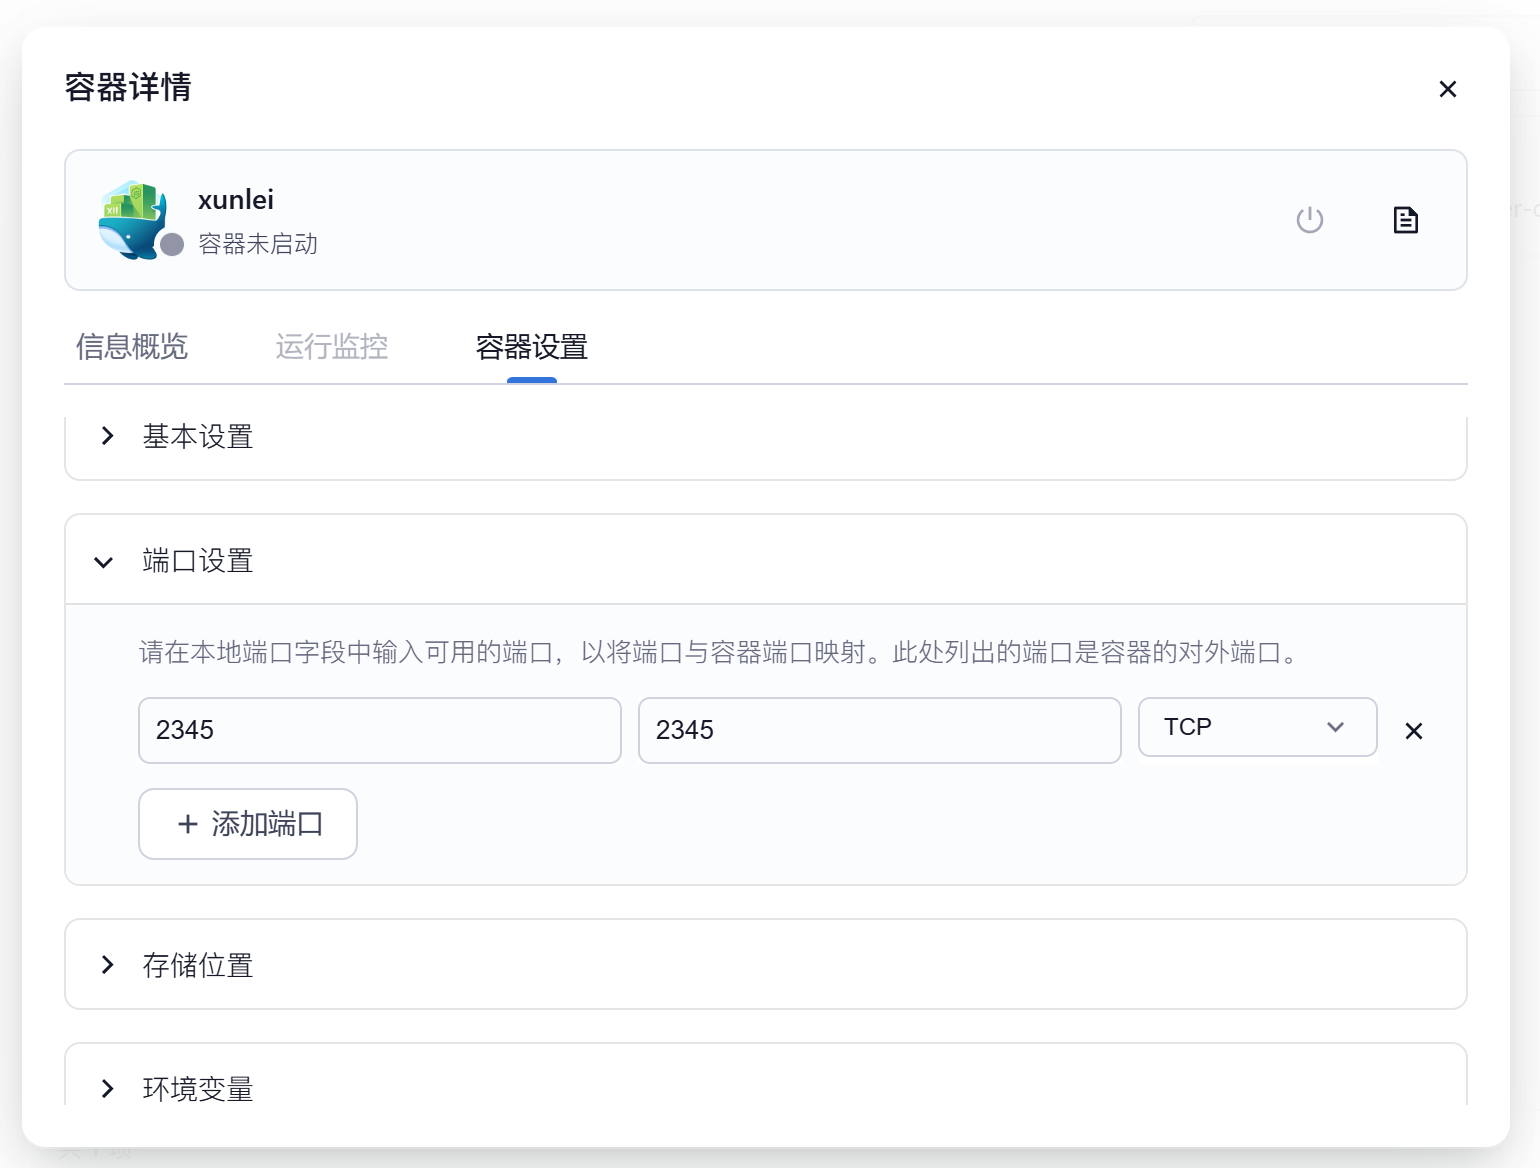 容器详情
xunlei
容器未启动
信息概览 运行监控 容器设置
基本设置
端口设置
请在本地端口字段中输入可用的端口，以将端口与容器端口映射。此处列出的端口是容器的对外端口。
2345 2345 TCP
添加端口
存储位置
环境变量